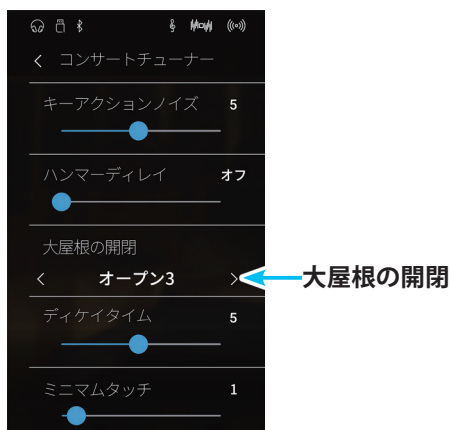 コンサートチューナー
キーアクションノイズ 5
ハンマーディレイ オフ
大屋根の開閉
オープン3
大屋根の開閉
ディケイタイム 5
ミニマムタッチ 1